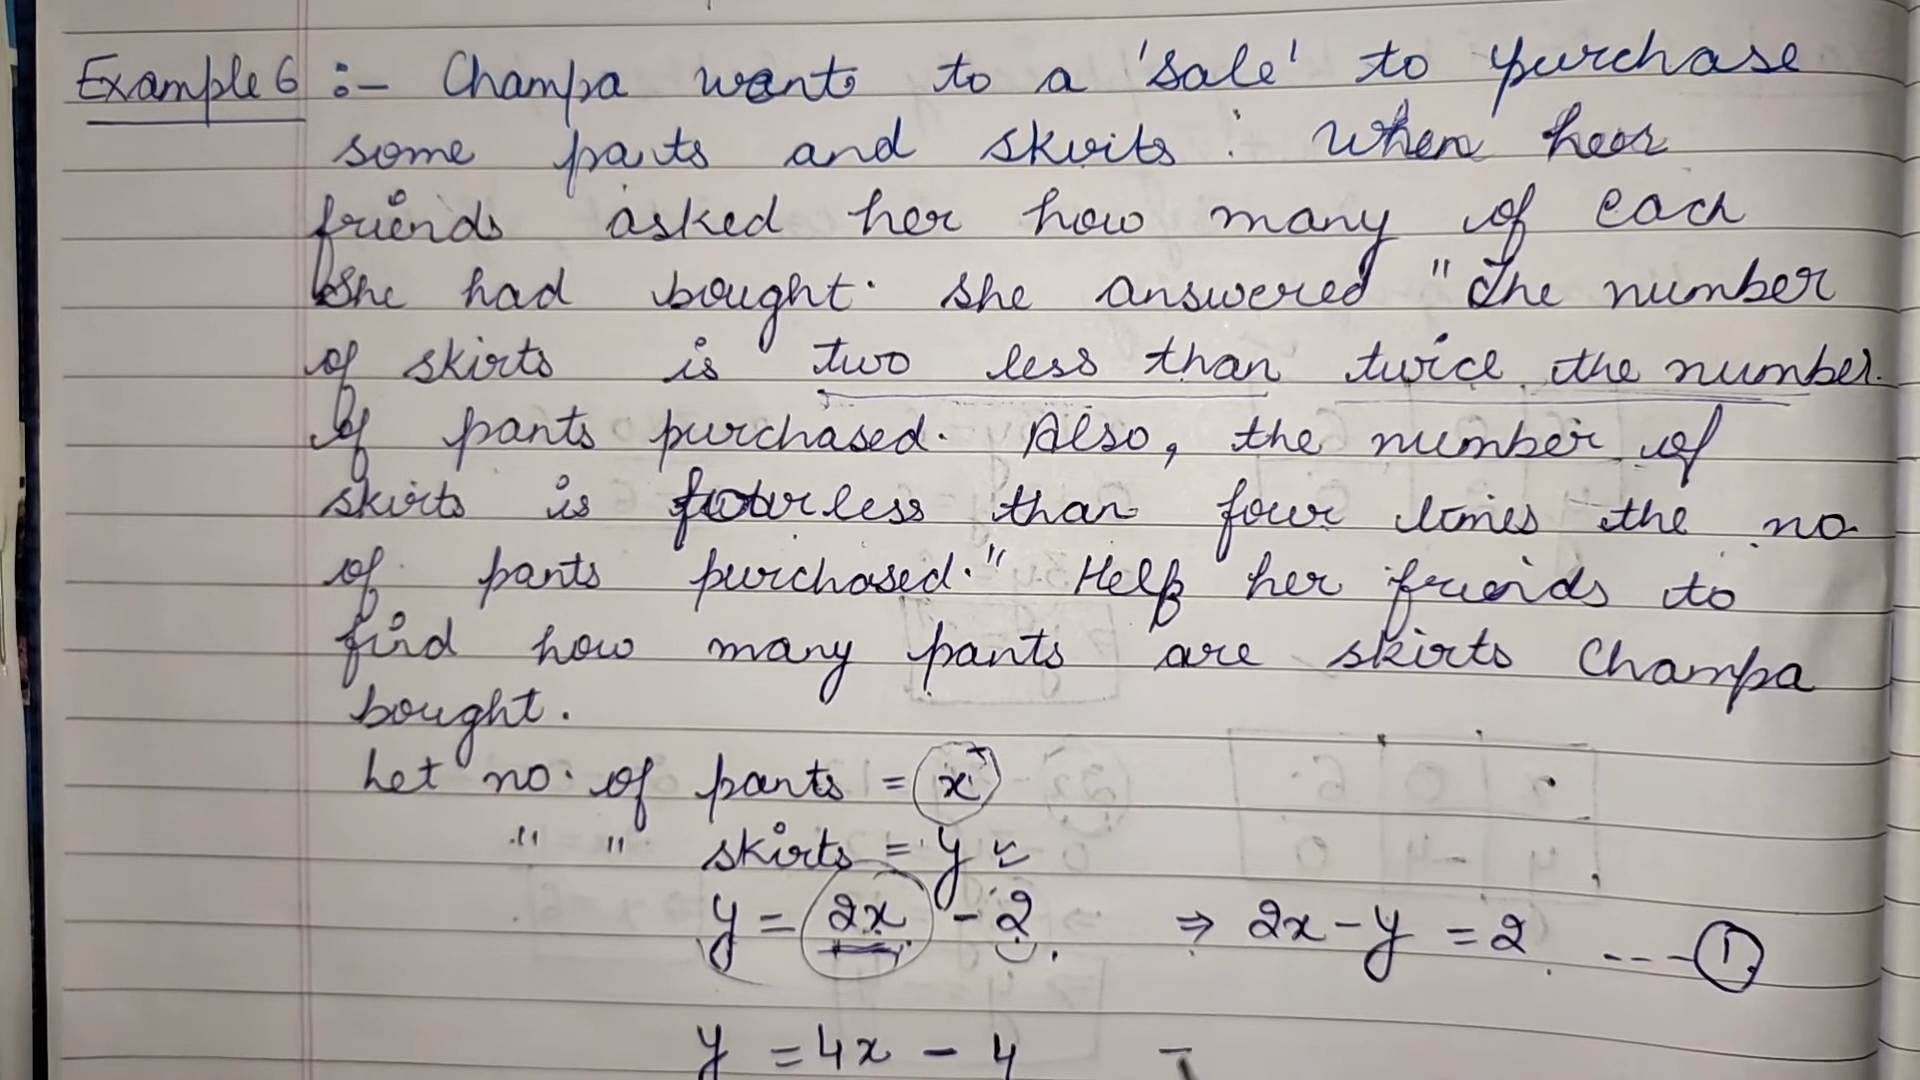 Example 6 :- Champa wants to a 'sale' to purchase
some pants and skirts . When her
friends asked her how many of each
she had bought. she answered "The number
of skirts is two less than twice the number
of pants purchased. Also, the number of
skirts is four less than four times the no.
of pants purchased." Help her friends to
find how many pants are skirts Champa
bought.
Let no. of pants = x
" " skirts = y
y = 2x - 2 ⇒ 2x - y = 2 ---- ①
y = 4x - 4